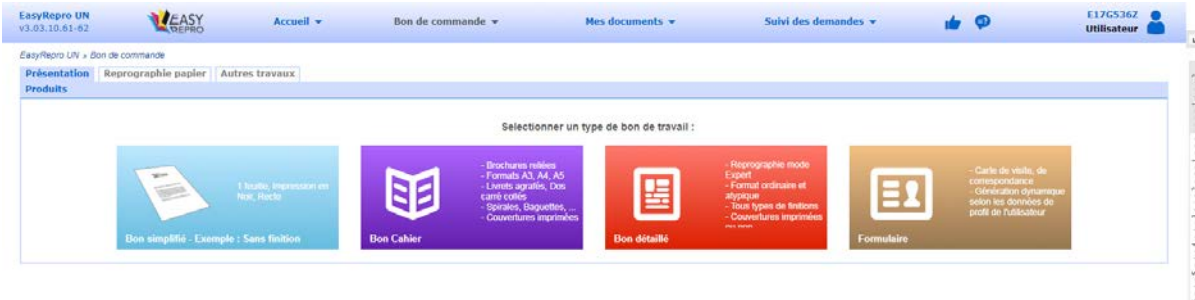 EasyRepro UN
v3.03.10.61-62
EASY
REPRO
Accueil
Bon de commande
Mes documents
Suivi des demandes
E17G536Z
Utilisateur
EasyRepro UN » Bon de commande
Présentation
Reprographie papier
Autres travaux
Produits
Selectionner un type de bon de travail :
1 feuille, Impression en
Noir, Recto
Bon simplifié - Exemple : Sans finition
- Brochures reliées
- Formats A3, A4, A5
- Livrets agrafés, Dos
carré collés
- Spirales, Baguettes, ...
- Couvertures imprimées
Bon Cahier
- Reprographie mode
Expert
- Format ordinaire et
atypique
- Tous types de finitions
- Couvertures imprimées
ou non
Bon détaillé
- Carte de visite, de
correspondance
- Génération dynamique
selon les données de
profil de l'utilisateur
Formulaire